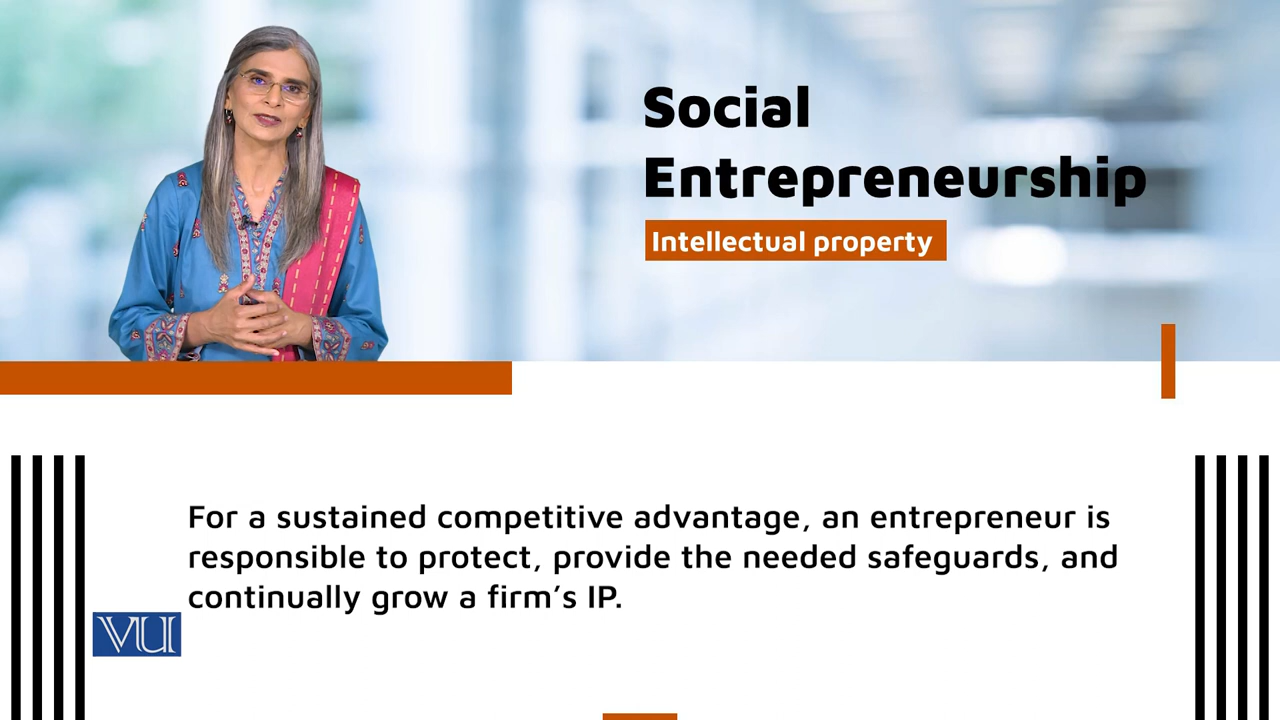 Social
Entrepreneurship
Intellectual property
For a sustained competitive advantage, an entrepreneur is
responsible to protect, provide the needed safeguards, and
continually grow a firm’s IP.
VU